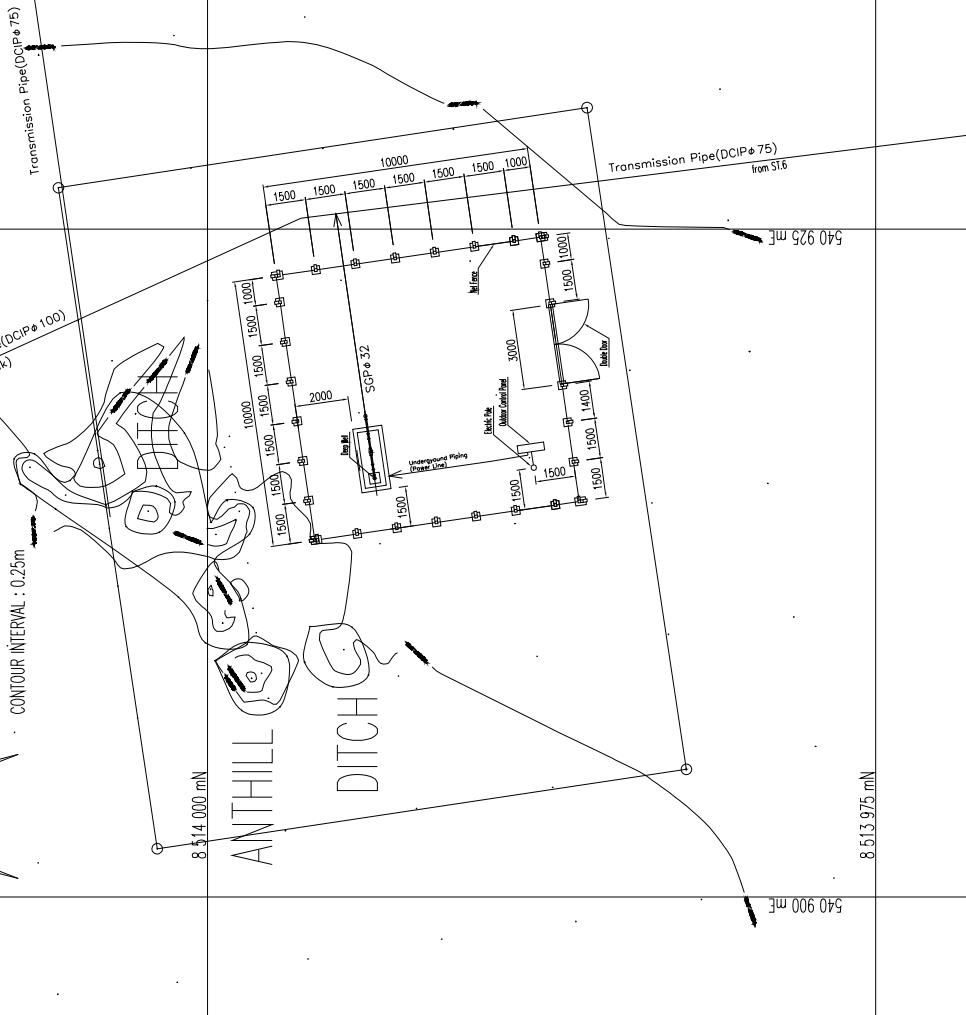 Transmission Pipe(DCIPφ75)
Transmission Pipe(DCIPφ75)
from ST.6
10000
1500
1500
1500
1500
1500
1500
1000
540 925 mE
1000
1500
3000
Double Door
1400
1500
1500
Net Fence
(DCIPφ100)
k)
1000
1500
1500
1500
1500
1500
1500
10000
2000
SGPφ32
Deep Well
Electric Pole
Outdoor Control Panel
Underground Piping
(Power Line)
1500
1500
1500
DITCH
CONTOUR INTERVAL : 0.25m
DITCH
ANTHILL
8 514 000 mN
8 513 975 mN
540 900 mE